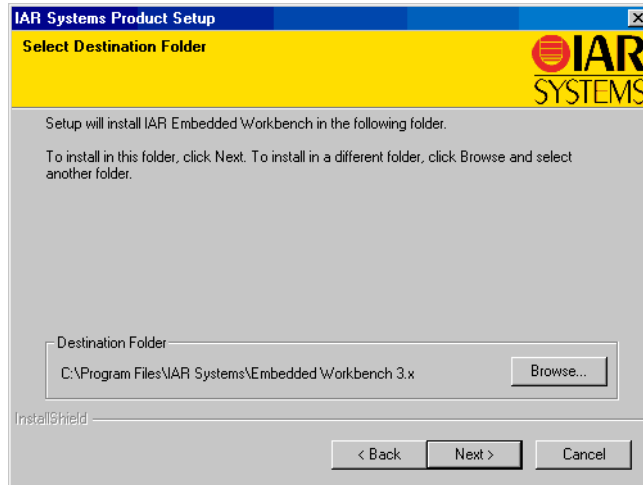 IAR Systems Product Setup
Select Destination Folder
IAR
SYSTEMS
Setup will install IAR Embedded Workbench in the following folder.
To install in this folder, click Next. To install in a different folder, click Browse and select
another folder.
Destination Folder
C:\Program Files\IAR Systems\Embedded Workbench 3.x
Browse...
InstallShield
< Back
Next >
Cancel